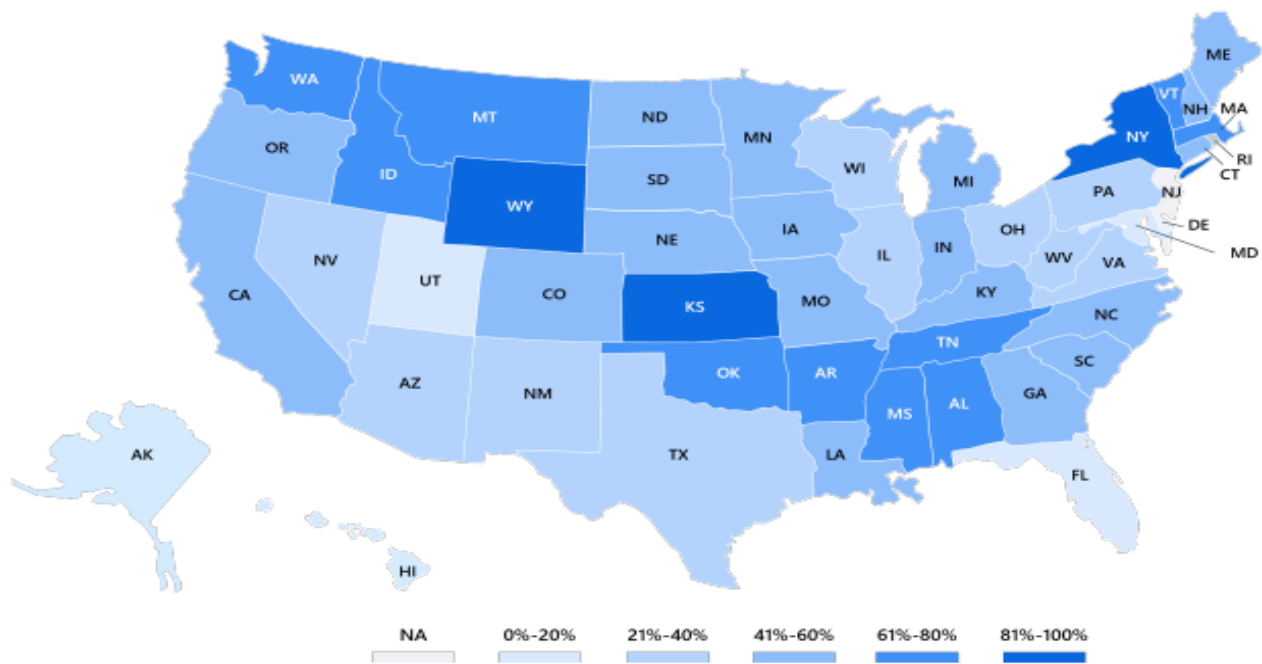 ME
WA
VT
NH
MA
MT
ND
MN
NY
OR
RI
ID
WI
CT
SD
MI
PA
NJ
WY
DE
IA
OH
NE
IN
MD
NV
IL
WV
VA
UT
CO
KY
CA
KS
MO
NC
TN
SC
OK
AR
AZ
NM
GA
MS
AL
AK
TX
LA
FL
HI
NA 0%-20% 21%-40% 41%-60% 61%-80% 81%-100%